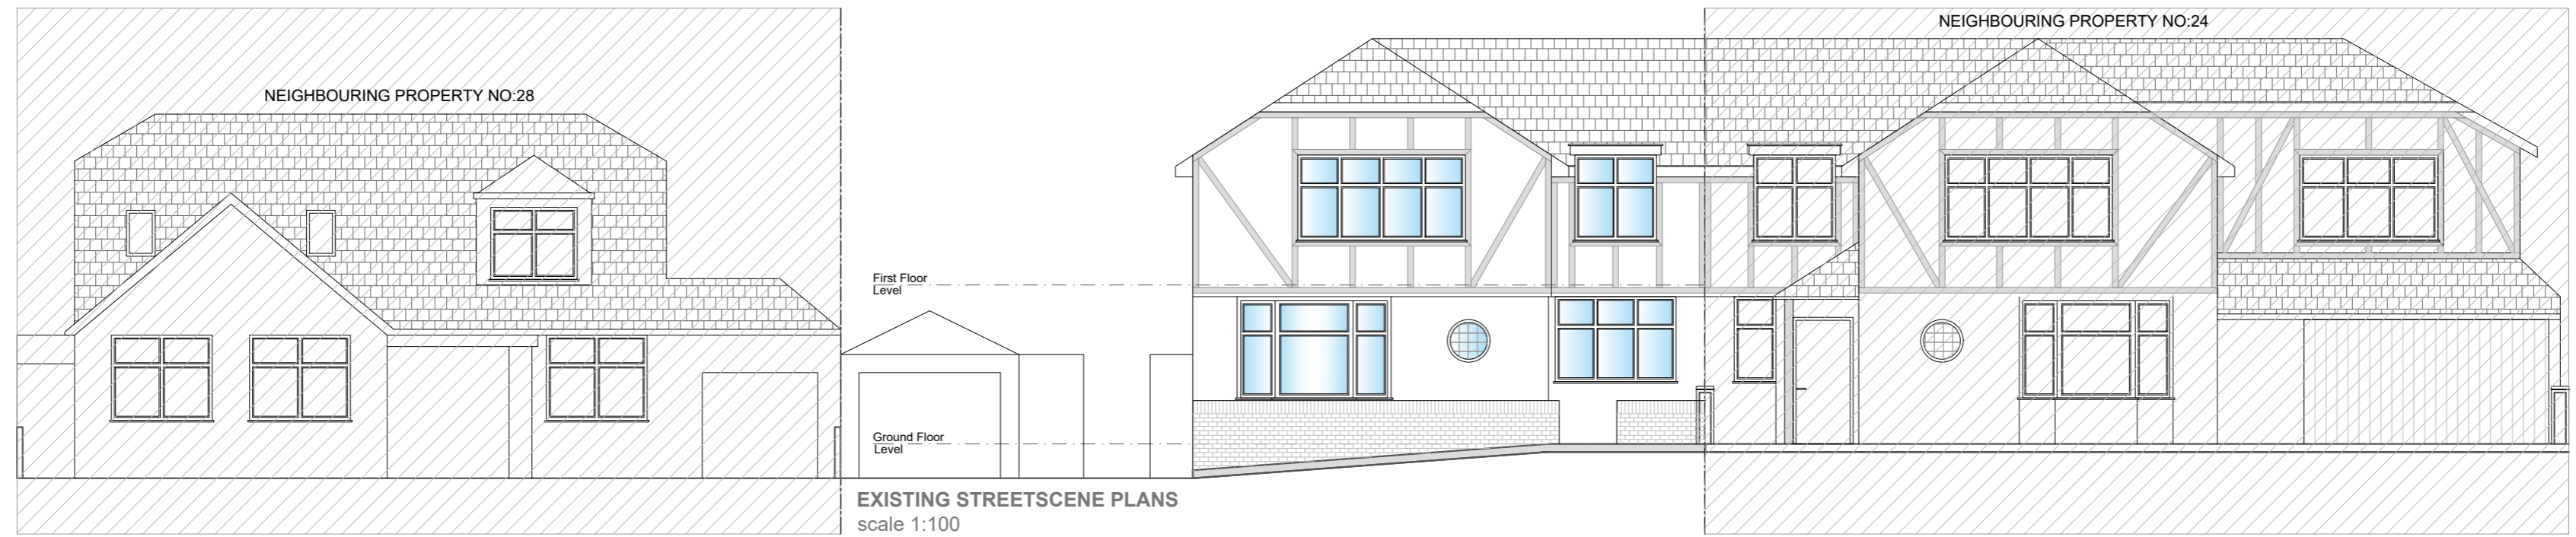 NEIGHBOURING PROPERTY NO:24
NEIGHBOURING PROPERTY NO:28
First Floor
Level
Ground Floor
Level
EXISTING STREETSCENE PLANS
scale 1:100